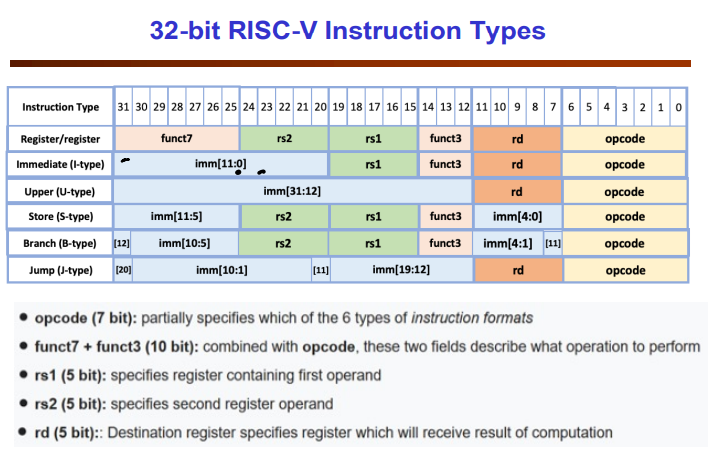 32-bit RISC-V Instruction Types
Instruction Type 31 30 29 28 27 26 25 24 23 22 21 20 19 18 17 16 15 14 13 12 11 10 9 8 7 6 5 4 3 2 1 0
Register/register funct7 rs2 rs1 funct3 rd opcode
Immediate (I-type) imm[11:0] rs1 funct3 rd opcode
Upper (U-type) imm[31:12] rd opcode
Store (S-type) imm[11:5] rs2 rs1 funct3 imm[4:0] opcode
Branch (B-type) [12] imm[10:5] rs2 rs1 funct3 imm[4:1] [11] opcode
Jump (J-type) [20] imm[10:1] [11] imm[19:12] rd opcode
● opcode (7 bit): partially specifies which of the 6 types of instruction formats
● funct7 + funct3 (10 bit): combined with opcode, these two fields describe what operation to perform
● rs1 (5 bit): specifies register containing first operand
● rs2 (5 bit): specifies second register operand
● rd (5 bit):: Destination register specifies register which will receive result of computation